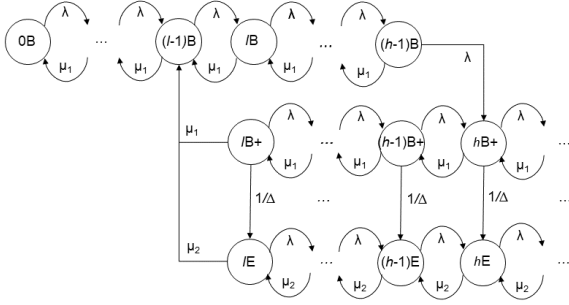 λ λ λ λ λ
0B ... (l-1)B lB ... (h-1)B
μ1 μ1 μ1 μ1 μ1 λ
μ1 λ λ λ λ
lB+ ... (h-1)B+ hB+ ...
μ1 μ1 μ1 μ1
1/Δ ... 1/Δ 1/Δ ...
μ2 λ λ λ λ
lE ... (h-1)E hE ...
μ2 μ2 μ2 μ2